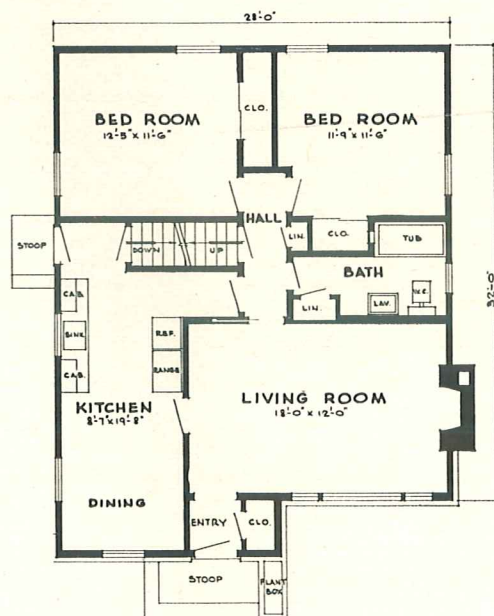 28'-0"
BED ROOM
12'-5" X 11'-6"
CLO.
BED ROOM
11'-9" X 11'-6"
HALL
STOOP
DOWN
UP
LIN.
CLO.
TUB
BATH
CAB.
LIN.
LAV.
W.C.
32'-0"
SINK
REF.
CAB.
RANGE
LIVING ROOM
18'-0" X 12'-0"
KITCHEN
8'-7" X 19'-8"
DINING
ENTRY
CLO.
STOOP
PLANT
BOX